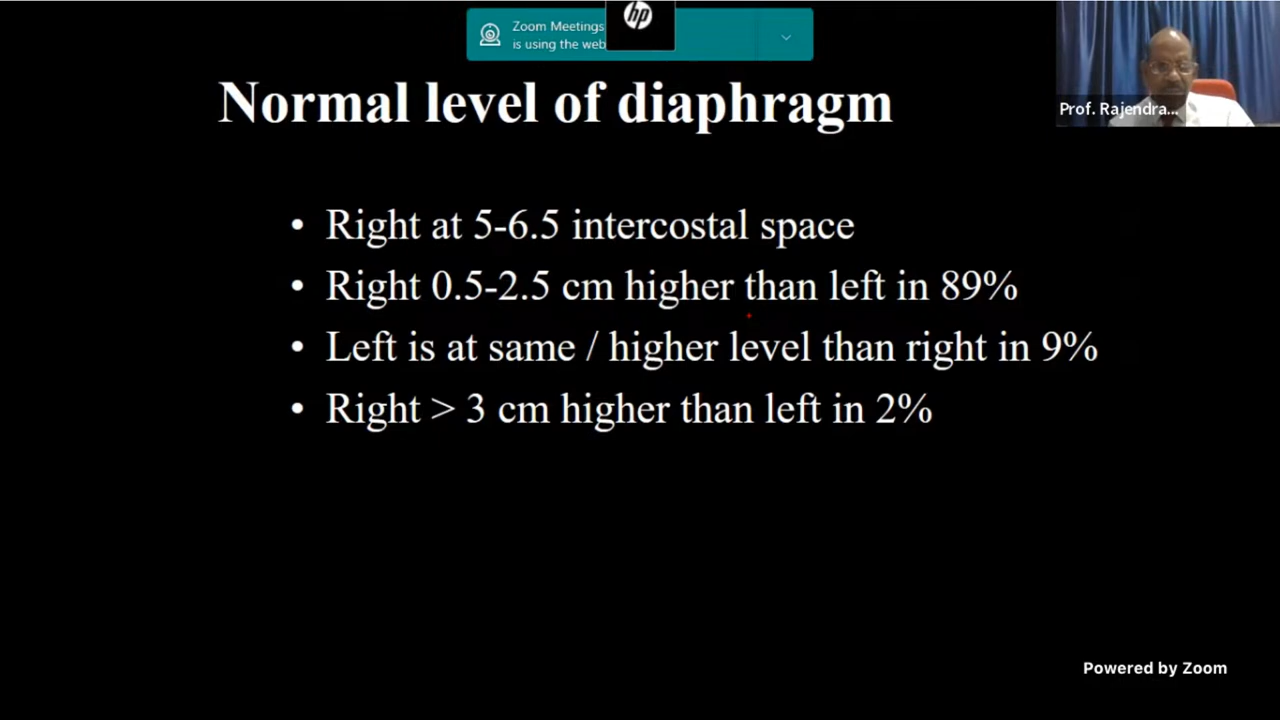 Zoom Meetings
is using the web
hp
Prof. Rajendra...
Normal level of diaphragm
• Right at 5-6.5 intercostal space
• Right 0.5-2.5 cm higher than left in 89%
• Left is at same / higher level than right in 9%
• Right > 3 cm higher than left in 2%
Powered by Zoom